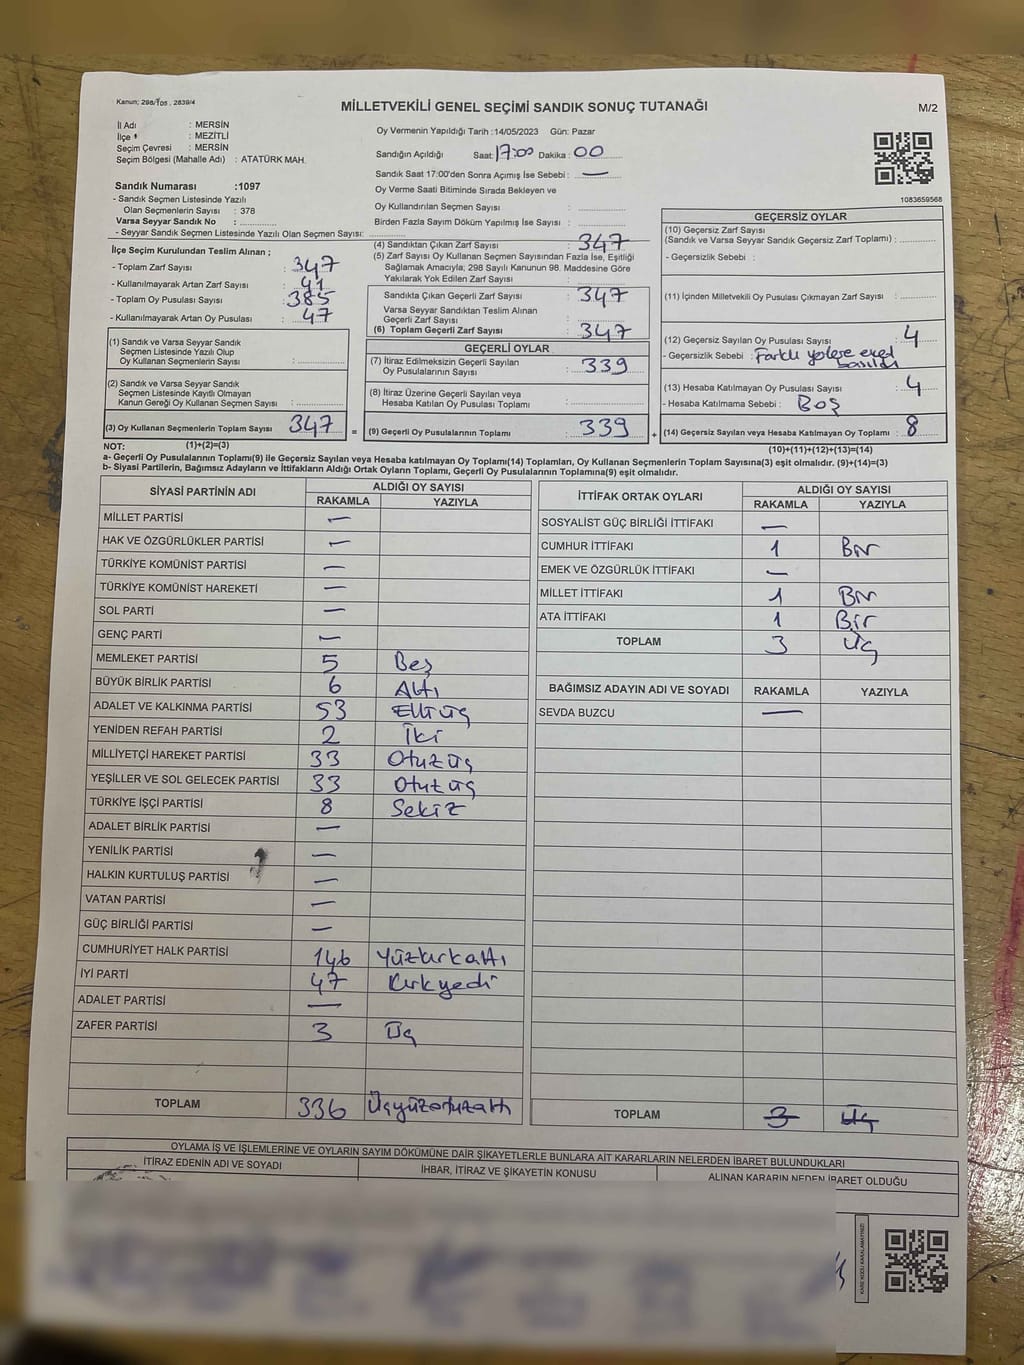 Kanun; 298/105 , 2839/4
MİLLETVEKİLİ GENEL SEÇİMİ SANDIK SONUÇ TUTANAĞI
M/2
İl Adı : MERSİN
İlçe : MEZİTLİ
Seçim Çevresi : MERSİN
Seçim Bölgesi (Mahalle Adı) : ATATÜRK MAH.
Sandık Numarası :1097
- Sandık Seçmen Listesinde Yazılı
Olan Seçmenlerin Sayısı : 378
Varsa Seyyar Sandık No :
- Seyyar Sandık Seçmen Listesinde Yazılı Olan Seçmen Sayısı:
Oy Vermenin Yapıldığı Tarih :14/05/2023 Gün: Pazar
Sandığın Açıldığı Saat: 17:00 Dakika : 00
Sandık Saat 17:00'den Sonra Açımış İse Sebebi : —
Oy Verme Saati Bitiminde Sırada Bekleyen ve
Oy Kullandırılan Seçmen Sayısı :
Birden Fazla Sayım Döküm Yapılmış İse Sayısı :
1083659568
İlçe Seçim Kurulundan Teslim Alınan ;
- Toplam Zarf Sayısı : 347
- Kullanılmayarak Artan Zarf Sayısı : 41
- Toplam Oy Pusulası Sayısı : 385
- Kullanılmayarak Artan Oy Pusulası : 47
(1) Sandık ve Varsa Seyyar Sandık
Seçmen Listesinde Yazılı Olup
Oy Kullanan Seçmenlerin Sayısı :
(2) Sandık ve Varsa Seyyar Sandık
Seçmen Listesinde Kayıtlı Olmayan
Kanun Gereği Oy Kullanan Seçmen Sayısı :
(3) Oy Kullanan Seçmenlerin Toplam Sayısı : 347
(4) Sandıktan Çıkan Zarf Sayısı : 347
(5) Zarf Sayısı Oy Kullanan Seçmen Sayısından Fazla İse, Eşitliği
Sağlamak Amacıyla; 298 Sayılı Kanunun 98. Maddesine Göre
Yakılarak Yok Edilen Zarf Sayısı :
Sandıkta Çıkan Geçerli Zarf Sayısı : 347
Varsa Seyyar Sandıktan Teslim Alınan
Geçerli Zarf Sayısı :
(6) Toplam Geçerli Zarf Sayısı : 347
GEÇERLİ OYLAR
(7) İtiraz Edilmeksizin Geçerli Sayılan
Oy Pusulalarının Sayısı : 339
(8) İtiraz Üzerine Geçerli Sayılan veya
Hesaba Katılan Oy Pusulası Toplamı :
= (9) Geçerli Oy Pusulalarının Toplamı : 339 +
GEÇERSİZ OYLAR
(10) Geçersiz Zarf Sayısı
(Sandık ve Varsa Seyyar Sandık Geçersiz Zarf Toplamı) :
- Geçersizlik Sebebi :
(11) İçinden Milletvekili Oy Pusulası Çıkmayan Zarf Sayısı :
(12) Geçersiz Sayılan Oy Pusulası Sayısı : 4
- Geçersizlik Sebebi : Farklı yerlere evet
basılan
(13) Hesaba Katılmayan Oy Pusulası Sayısı : 4
- Hesaba Katılmama Sebebi : Boş
(14) Geçersiz Sayılan veya Hesaba Katılmayan Oy Toplamı : 8
NOT: (1)+(2)=(3) (10)+(11)+(12)+(13)=(14)
a- Geçerli Oy Pusulalarının Toplamı(9) ile Geçersiz Sayılan veya Hesaba katılmayan Oy Toplamı(14) Toplamları, Oy Kullanan Seçmenlerin Toplam Sayısına(3) eşit olmalıdır. (9)+(14)=(3)
b- Siyasi Partilerin, Bağımsız Adayların ve İttifakların Aldığı Ortak Oyların Toplamı, Geçerli Oy Pusulalarının Toplamına(9) eşit olmalıdır.
SİYASİ PARTİNİN ADI ALDIĞI OY SAYISI
RAKAMLA YAZIYLA
MİLLET PARTİSİ —
HAK VE ÖZGÜRLÜKLER PARTİSİ —
TÜRKİYE KOMÜNİST PARTİSİ —
TÜRKİYE KOMÜNİST HAREKETİ —
SOL PARTİ —
GENÇ PARTİ —
MEMLEKET PARTİSİ 5 Beş
BÜYÜK BİRLİK PARTİSİ 6 Altı
ADALET VE KALKINMA PARTİSİ 53 Elliüç
YENİDEN REFAH PARTİSİ 2 İki
MİLLİYETÇİ HAREKET PARTİSİ 33 Otuzüç
YEŞİLLER VE SOL GELECEK PARTİSİ 33 Otuzüç
TÜRKİYE İŞÇİ PARTİSİ 8 Sekiz
ADALET BİRLİK PARTİSİ —
YENİLİK PARTİSİ —
HALKIN KURTULUŞ PARTİSİ —
VATAN PARTİSİ —
GÜÇ BİRLİĞİ PARTİSİ —
CUMHURİYET HALK PARTİSİ 146 Yüzkırkaltı
İYİ PARTİ 47 Kırkyedi
ADALET PARTİSİ —
ZAFER PARTİSİ 3 Üç
TOPLAM 336 Üçyüzotuzaltı
İTTİFAK ORTAK OYLARI ALDIĞI OY SAYISI
RAKAMLA YAZIYLA
SOSYALİST GÜÇ BİRLİĞİ İTTİFAKI —
CUMHUR İTTİFAKI 1 Bir
EMEK VE ÖZGÜRLÜK İTTİFAKI —
MİLLET İTTİFAKI 1 Bir
ATA İTTİFAKI 1 Bir
TOPLAM 3 Üç
BAĞIMSIZ ADAYIN ADI VE SOYADI RAKAMLA YAZIYLA
SEVDA BUZCU —
TOPLAM 3 Üç
OYLAMA İŞ VE İŞLEMLERİNE VE OYLARIN SAYIM DÖKÜMÜNE DAİR ŞİKAYETLERLE BUNLARA AİT KARARLARIN NELERDEN İBARET BULUNDUKLARI
İTİRAZ EDENİN ADI VE SOYADI İHBAR, İTİRAZ VE ŞİKAYETİN KONUSU ALINAN KARARIN NEDEN İBARET OLDUĞU
KARE KODU KARALAMAYINIZ!